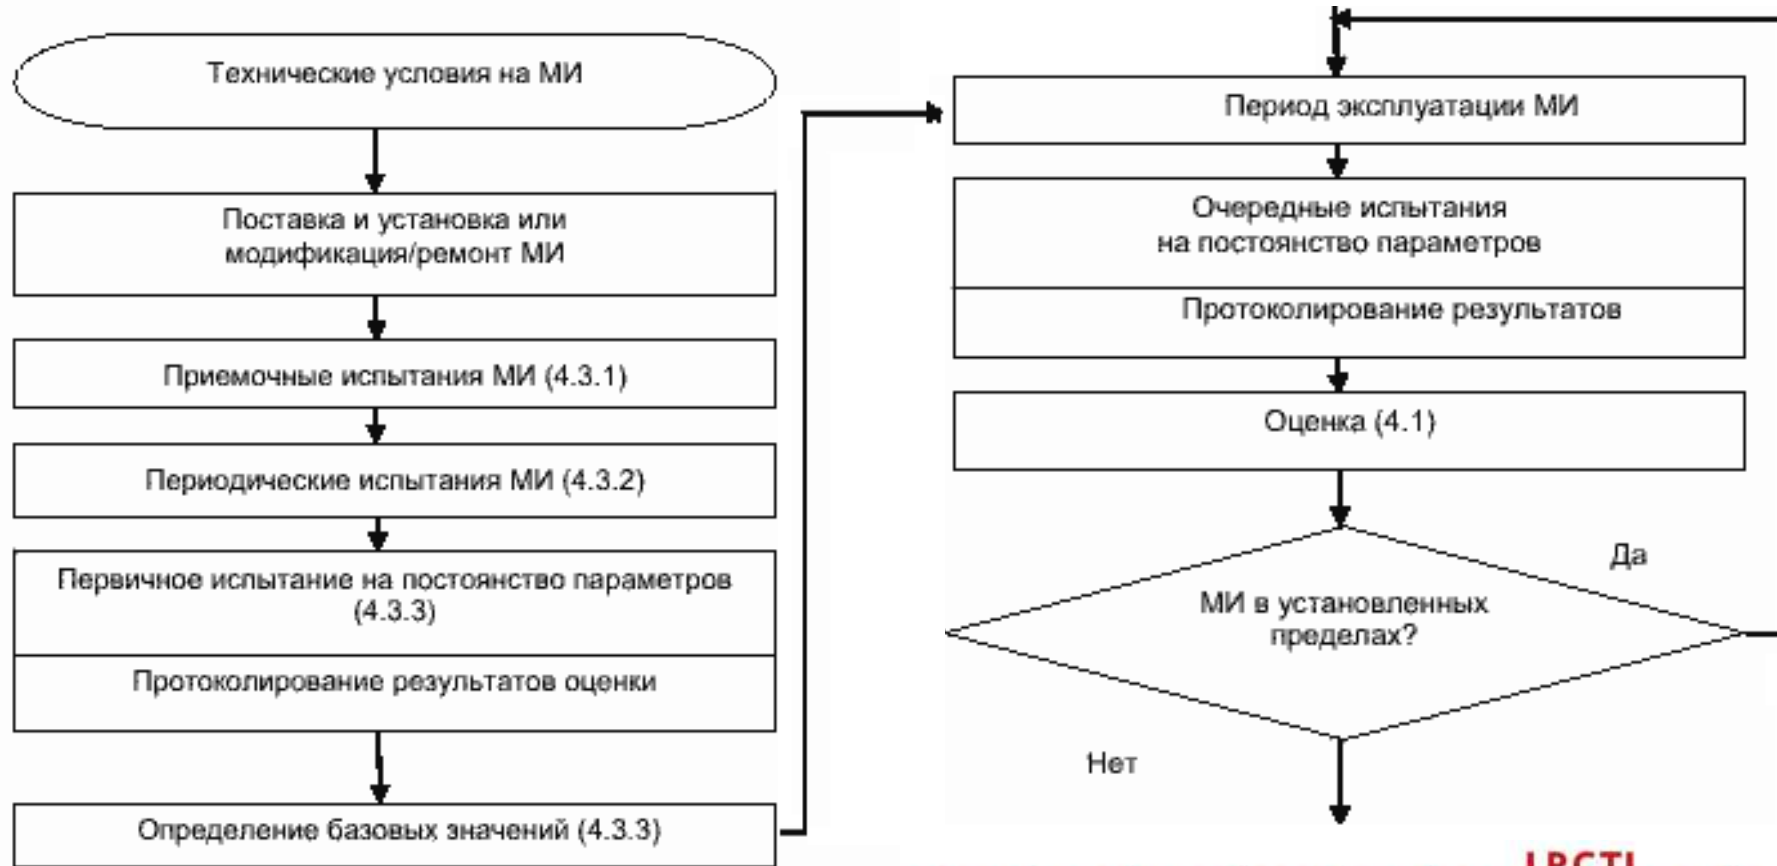 Технические условия на МИ
Поставка и установка или
модификация/ремонт МИ
Приемочные испытания МИ (4.3.1)
Периодические испытания МИ (4.3.2)
Первичное испытание на постоянство параметров
(4.3.3)
Протоколирование результатов оценки
Определение базовых значений (4.3.3)
Период эксплуатации МИ
Очередные испытания
на постоянство параметров
Протоколирование результатов
Оценка (4.1)
МИ в установленных
пределах?
Да
Нет